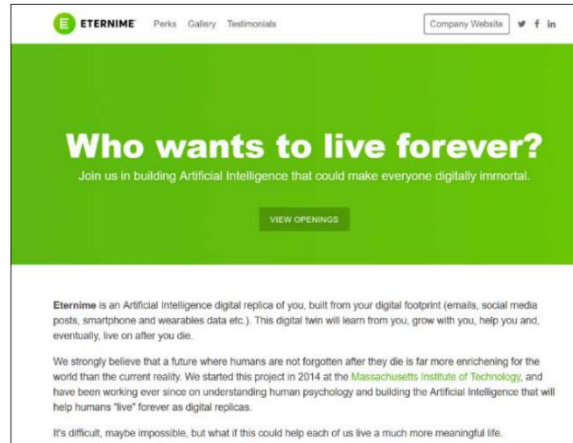 ETERNIME Perks Gallery Testimonials Company Website
Who wants to live forever?
Join us in building Artificial Intelligence that could make everyone digitally immortal.
VIEW OPENINGS
Eternime is an Artificial Intelligence digital replica of you, built from your digital footprint (emails, social media
posts, smartphone and wearables data etc.). This digital twin will learn from you, grow with you, help you and,
eventually, live on after you die.
We strongly believe that a future where humans are not forgotten after they die is far more enriching for the
world than the current reality. We started this project in 2014 at the Massachusetts Institute of Technology, and
have been working ever since on understanding human psychology and building the Artificial Intelligence that will
help humans "live" forever as digital replicas.
It's difficult, maybe impossible, but what if this could help each of us live a much more meaningful life.